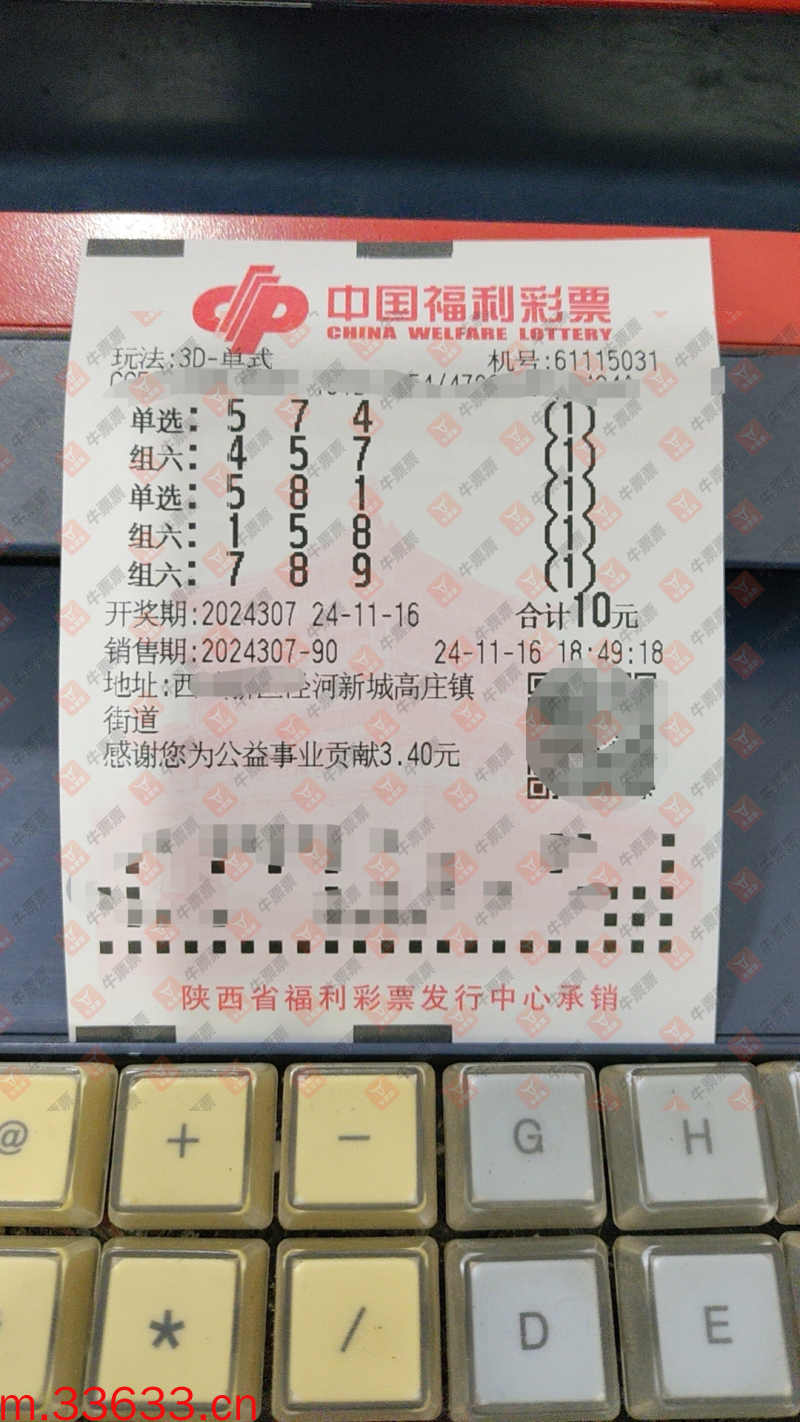 中国福利彩票
CHINA WELFARE LOTTERY
玩法:3D-单式 机号:61115031
单选: 5 7 4 (1)
组六: 4 5 7 (1)
单选: 5 8 1 (1)
组六: 1 5 8 (1)
组六: 7 8 9 (1)
开奖期:2024307 24-11-16 合计10元
销售期:2024307-90 24-11-16 18:49:18
地址:西 河新城高庄镇
街道
感谢您为公益事业贡献3.40元
陕西省福利彩票发行中心承销
@ + - G H
* / D E
m.33633.cn
牛票票